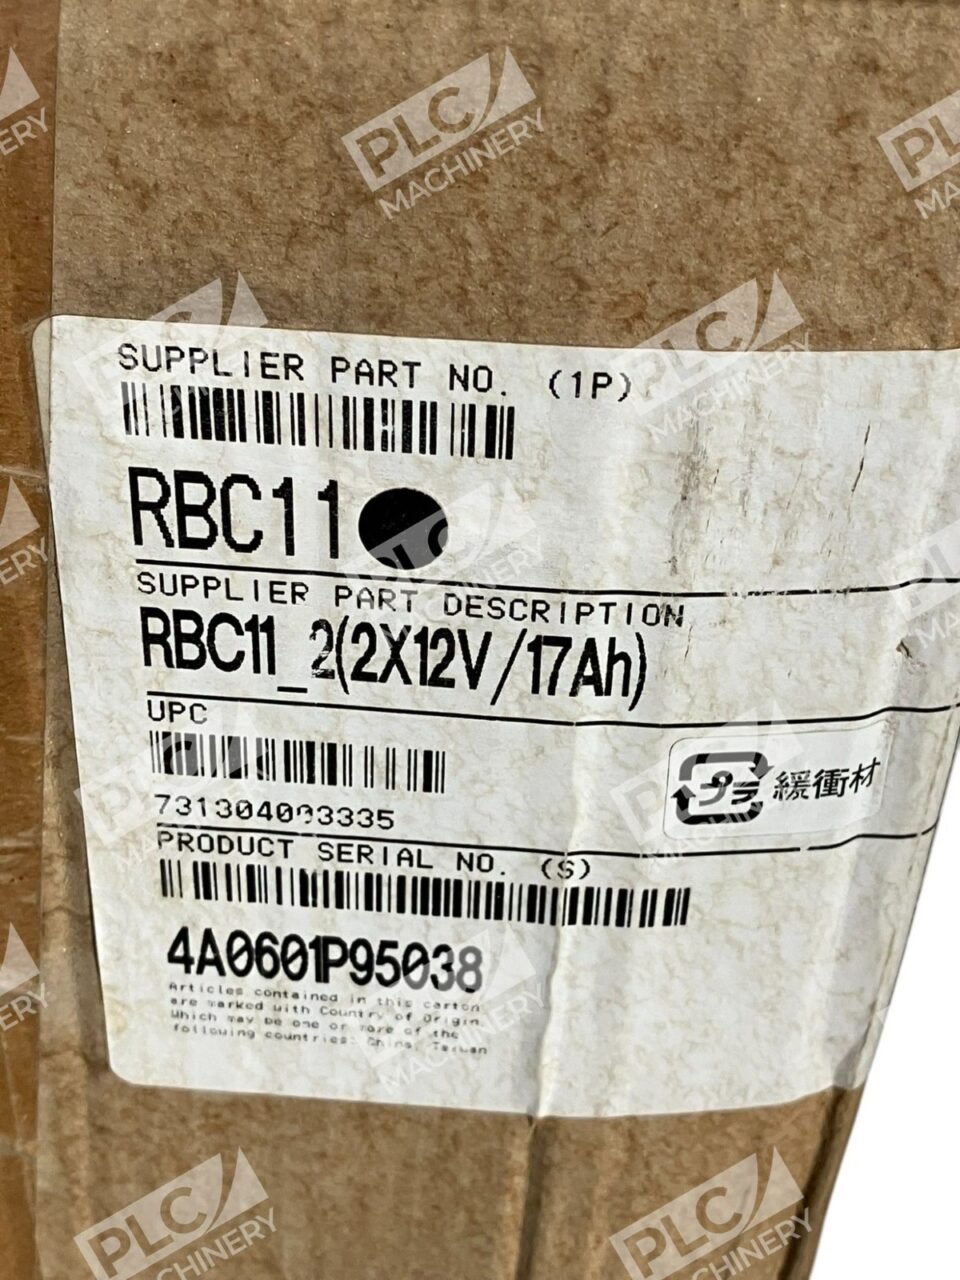 SUPPLIER PART NO. (1P)
RBC11
SUPPLIER PART DESCRIPTION
RBC11_2(2X12V/17Ah)
UPC
731304003335
プラ 緩衝材
PRODUCT SERIAL NO. (S)
4A0601P95038
Articles contained in this carton
are marked with Country of Origin
Which may be one or more of the
following countries: China, Taiwan
PLC
MACHINERY